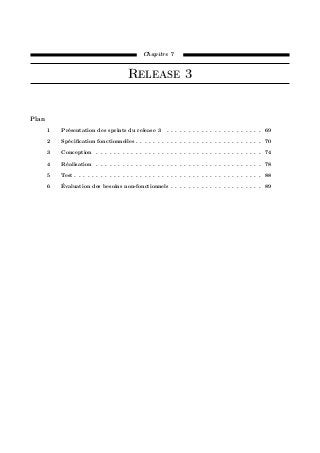 Chapitre 7
RELEASE 3
Plan
1 Présentation des sprints du release 3 . . . . . . . . . . . . . . . . . . . . . . 69
2 Spécification fonctionnelles . . . . . . . . . . . . . . . . . . . . . . . . . . . . . 70
3 Conception . . . . . . . . . . . . . . . . . . . . . . . . . . . . . . . . . . . . . . 74
4 Réalisation . . . . . . . . . . . . . . . . . . . . . . . . . . . . . . . . . . . . . . 78
5 Test . . . . . . . . . . . . . . . . . . . . . . . . . . . . . . . . . . . . . . . . . . . 88
6 Évaluation des besoins non-fonctionnels . . . . . . . . . . . . . . . . . . . . . 89